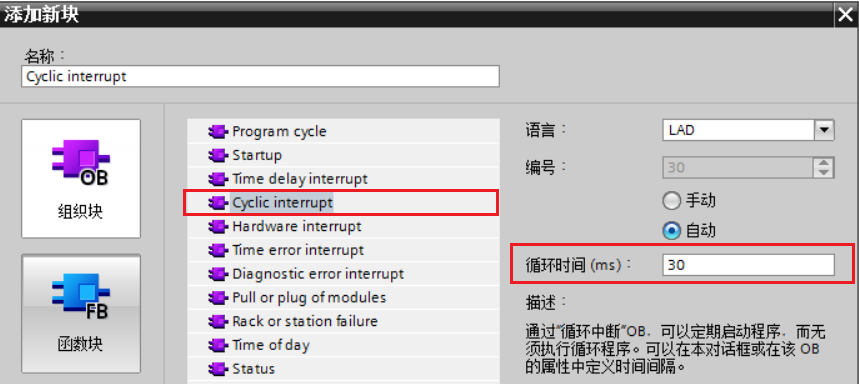 添加新块
名称：
Cyclic interrupt
OB
组织块
FB
函数块
Program cycle
Startup
Time delay interrupt
Cyclic interrupt
Hardware interrupt
Time error interrupt
Diagnostic error interrupt
Pull or plug of modules
Rack or station failure
Time of day
Status
语言：
LAD
编号：
30
手动
自动
循环时间 (ms)：
30
描述：
通过“循环中断”OB，可以定期启动程序，而无
须执行循环程序。可以在本对话框或在该 OB
的属性中定义时间间隔。